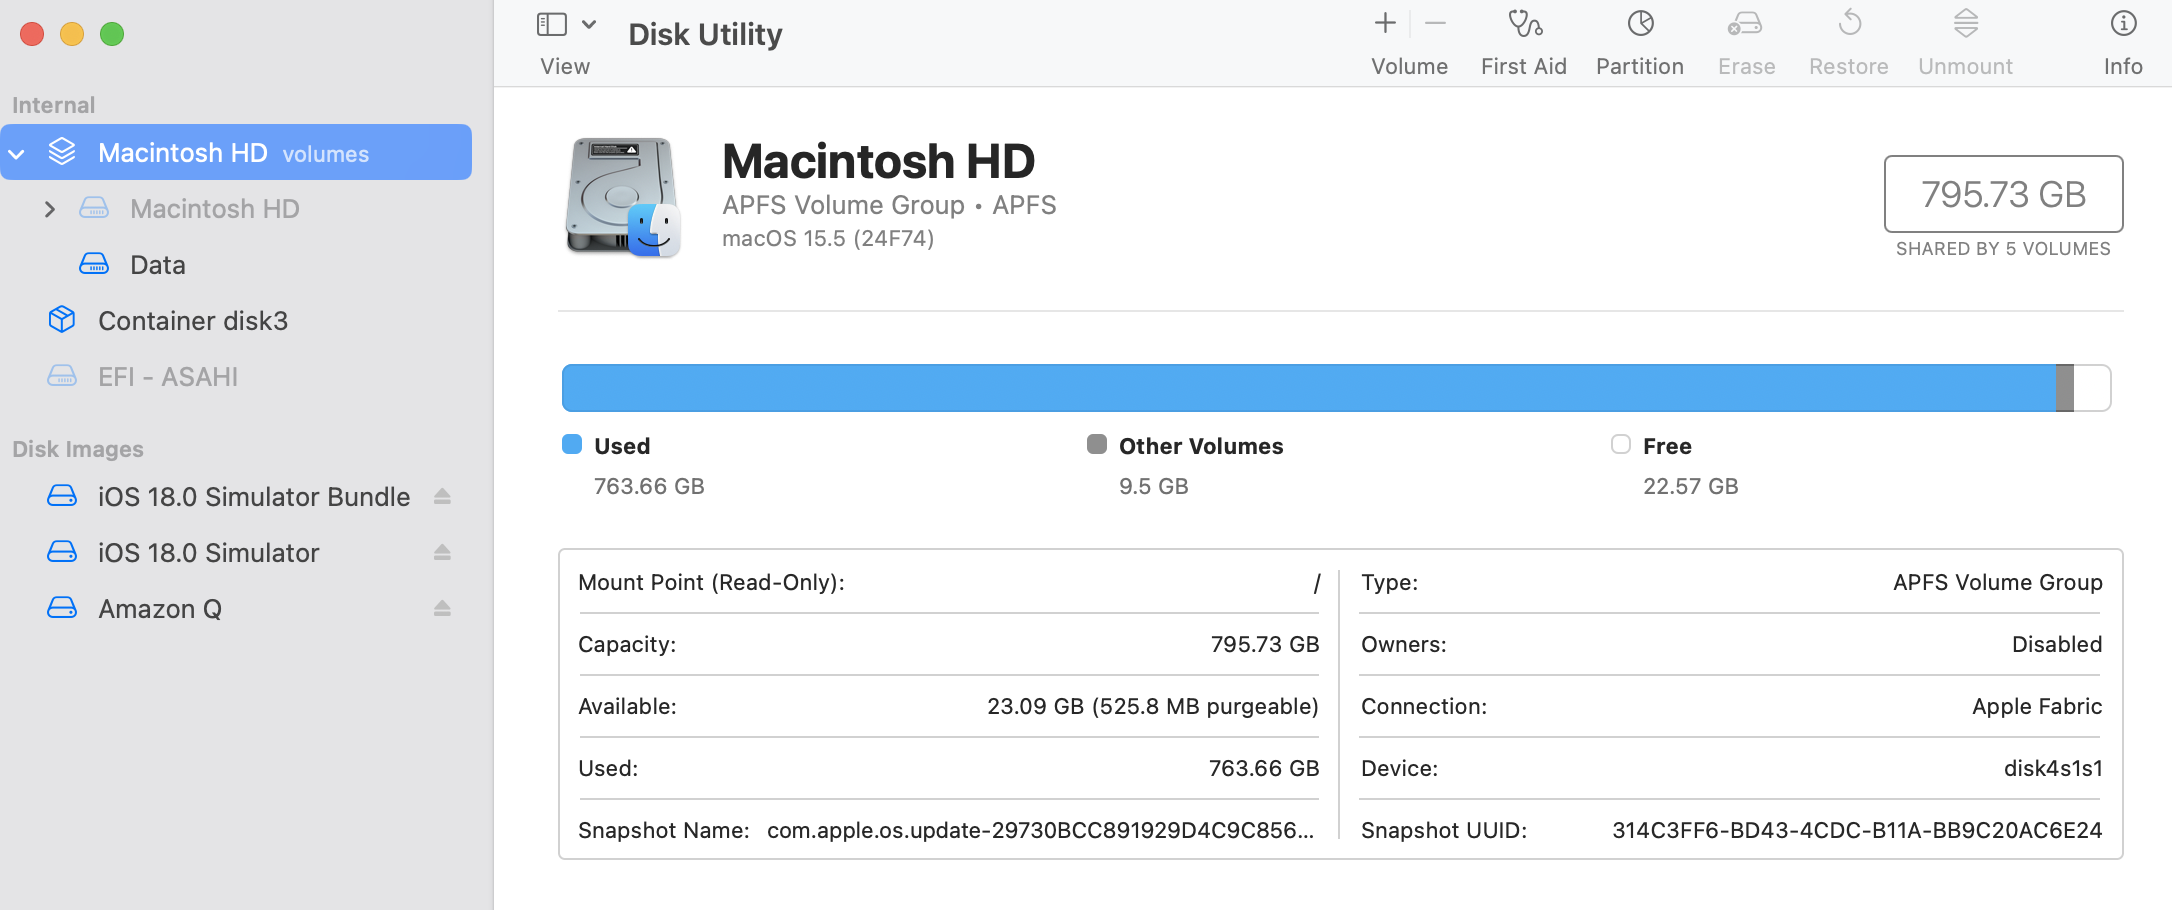 Internal
Macintosh HD volumes
Macintosh HD
Data
Container disk3
EFI - ASAHI
Disk Images
iOS 18.0 Simulator Bundle
iOS 18.0 Simulator
Amazon Q
View
Disk Utility
Volume
First Aid
Partition
Erase
Restore
Unmount
Info
Macintosh HD
APFS Volume Group • APFS
macOS 15.5 (24F74)
795.73 GB
SHARED BY 5 VOLUMES
Used
763.66 GB
Other Volumes
9.5 GB
Free
22.57 GB
Mount Point (Read-Only): /
Capacity: 795.73 GB
Available: 23.09 GB (525.8 MB purgeable)
Used: 763.66 GB
Snapshot Name: com.apple.os.update-29730BCC891929D4C9C856...
Type: APFS Volume Group
Owners: Disabled
Connection: Apple Fabric
Device: disk4s1s1
Snapshot UUID: 314C3FF6-BD43-4CDC-B11A-BB9C20AC6E24